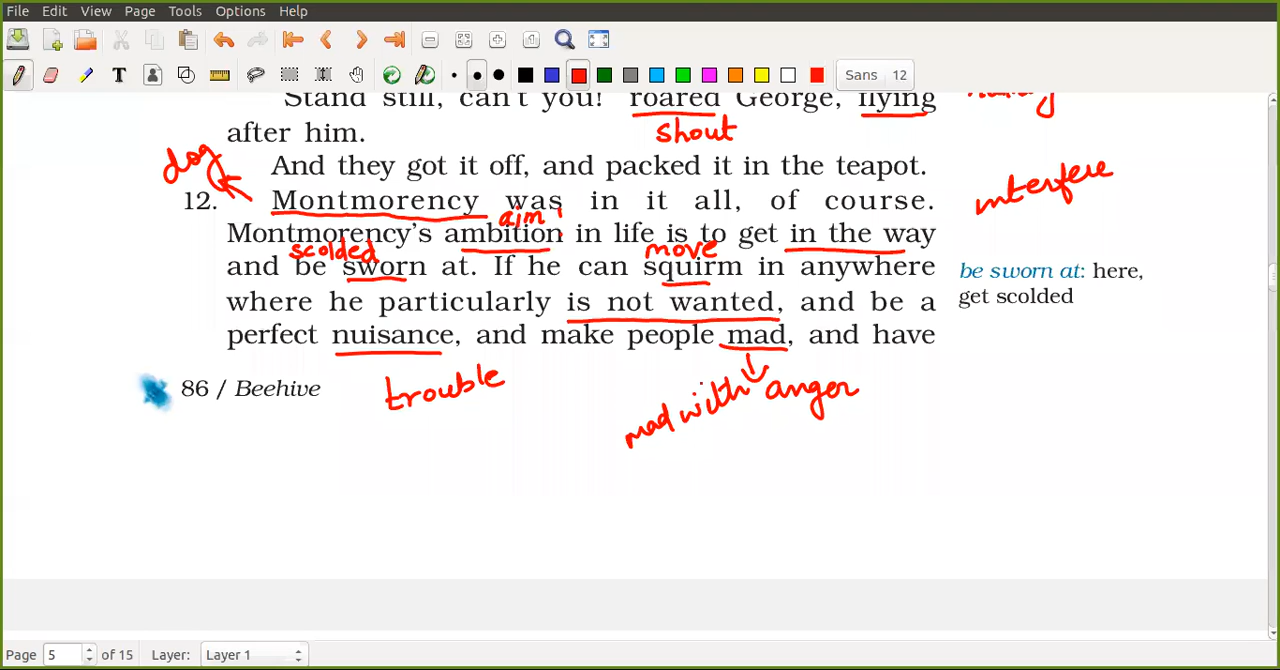 File Edit View Page Tools Options Help
T Sans 12
Stand still, can't you! roared George, flying
after him.
shout
dog
And they got it off, and packed it in the teapot.
interfere
12. Montmorency was in it all, of course.
aim
Montmorency's ambition in life is to get in the way
scolded move
and be sworn at. If he can squirm in anywhere
be sworn at: here,
get scolded
where he particularly is not wanted, and be a
perfect nuisance, and make people mad, and have
86 / Beehive
trouble
mad with anger
Page 5 of 15 Layer: Layer 1